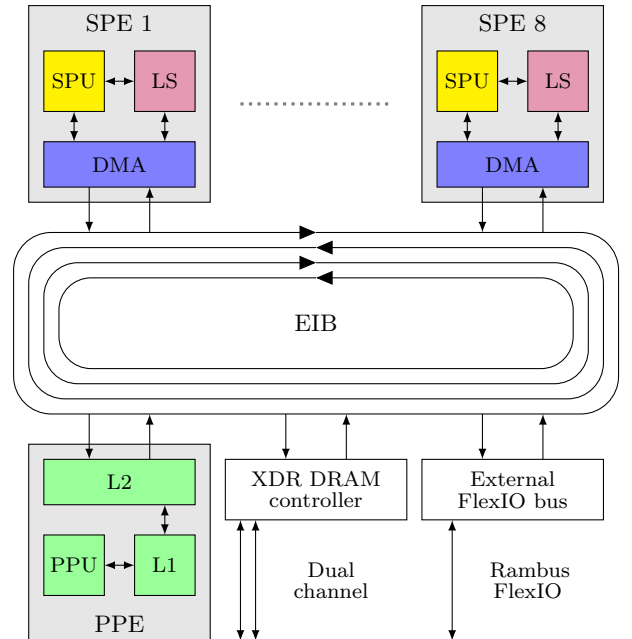 SPE 1
SPE 8
SPU
LS
SPU
LS
DMA
DMA
EIB
L2
XDR DRAM
controller
External
FlexIO bus
PPU
L1
Dual
channel
Rambus
FlexIO
PPE